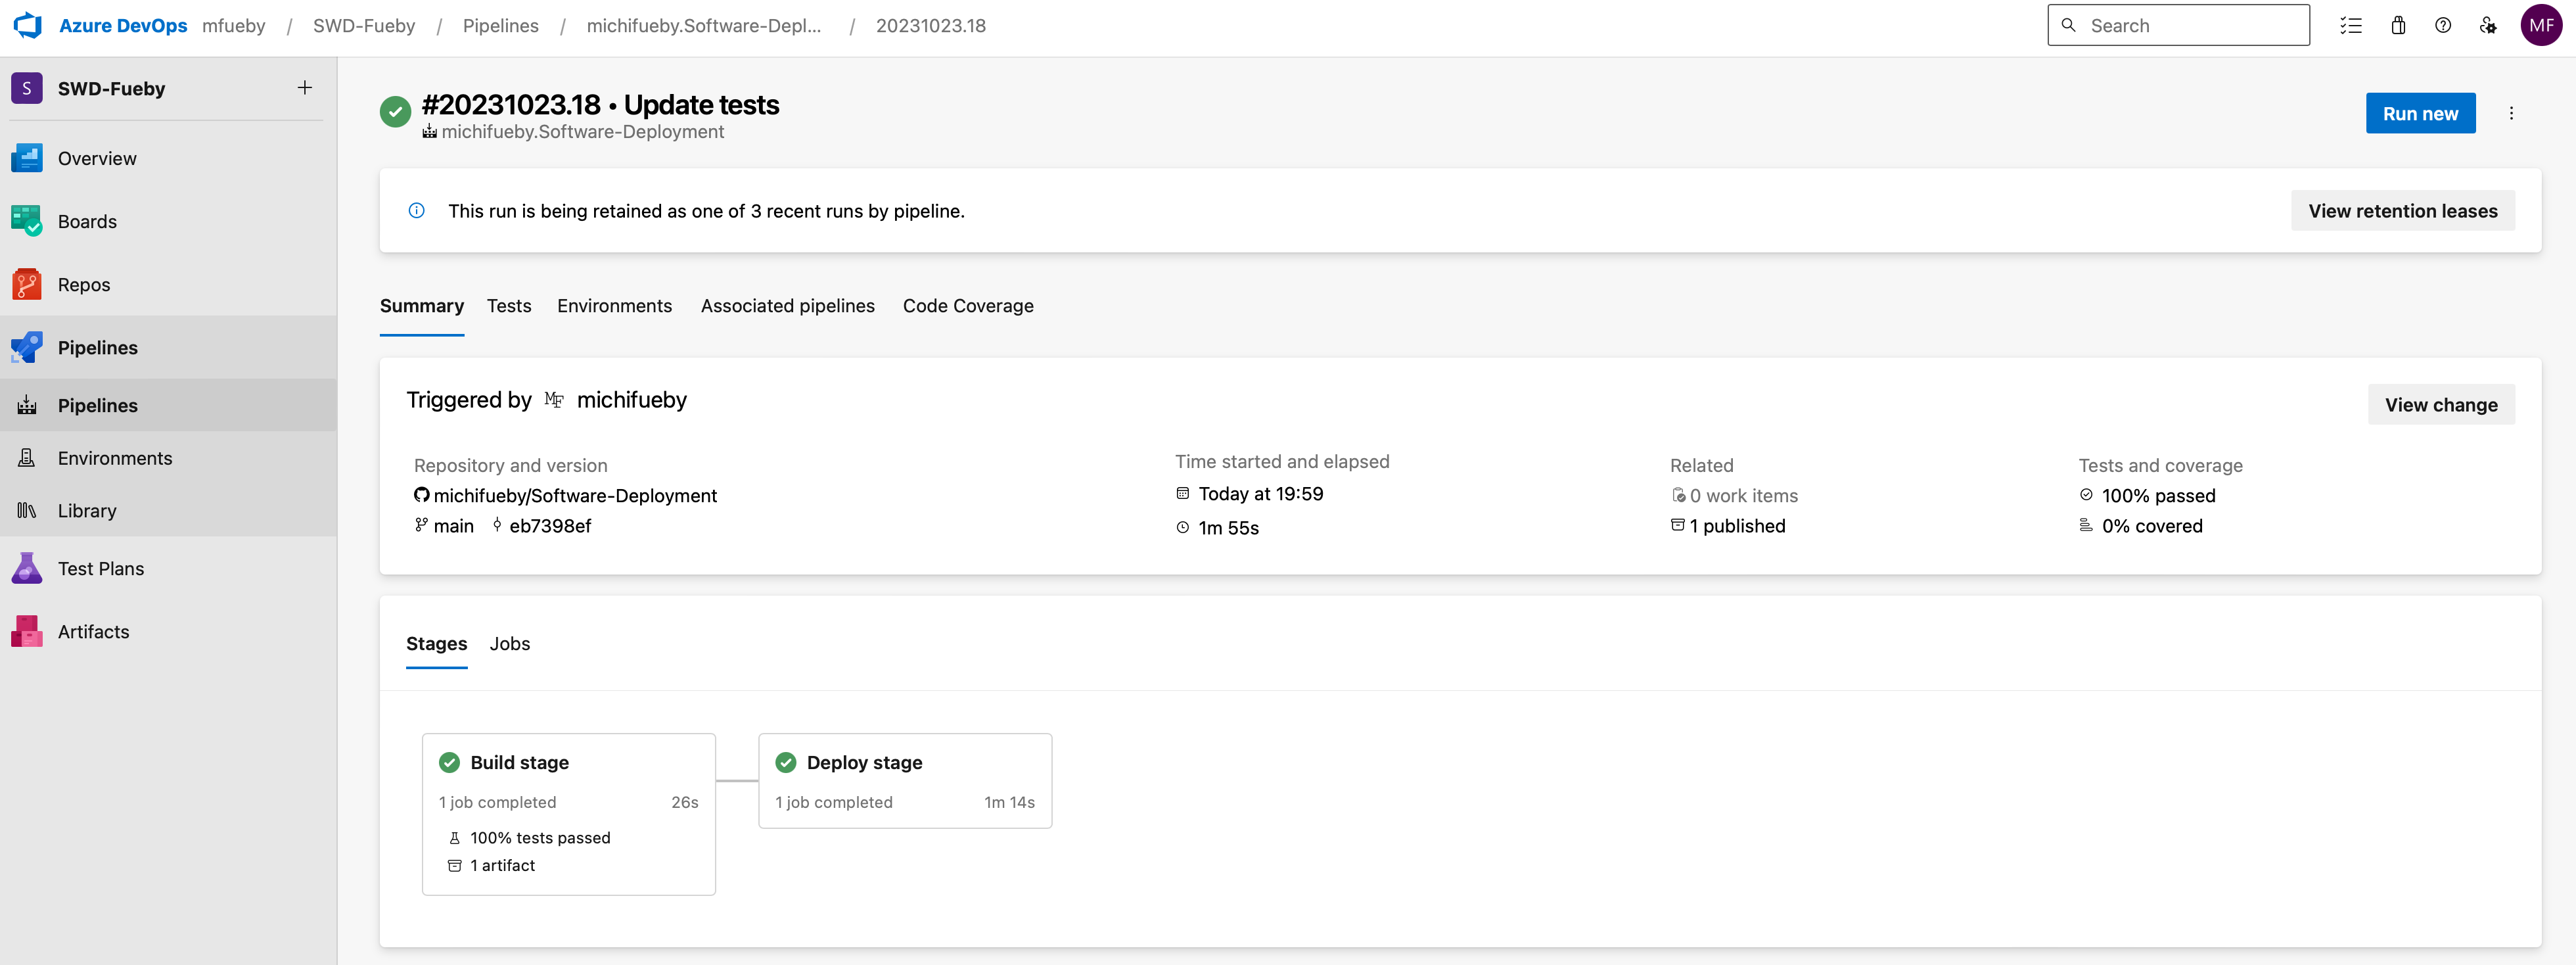 Azure DevOps mfueby / SWD-Fueby / Pipelines / michifueby.Software-Depl... / 20231023.18
Search
MF
S SWD-Fueby +
Overview
Boards
Repos
Pipelines
Pipelines
Environments
Library
Test Plans
Artifacts
#20231023.18 • Update tests
michifueby.Software-Deployment
Run new
This run is being retained as one of 3 recent runs by pipeline.
View retention leases
Summary Tests Environments Associated pipelines Code Coverage
Triggered by MF michifueby
View change
Repository and version
michifueby/Software-Deployment
main eb7398ef
Time started and elapsed
Today at 19:59
1m 55s
Related
0 work items
1 published
Tests and coverage
100% passed
0% covered
Stages Jobs
Build stage
1 job completed 26s
100% tests passed
1 artifact
Deploy stage
1 job completed 1m 14s